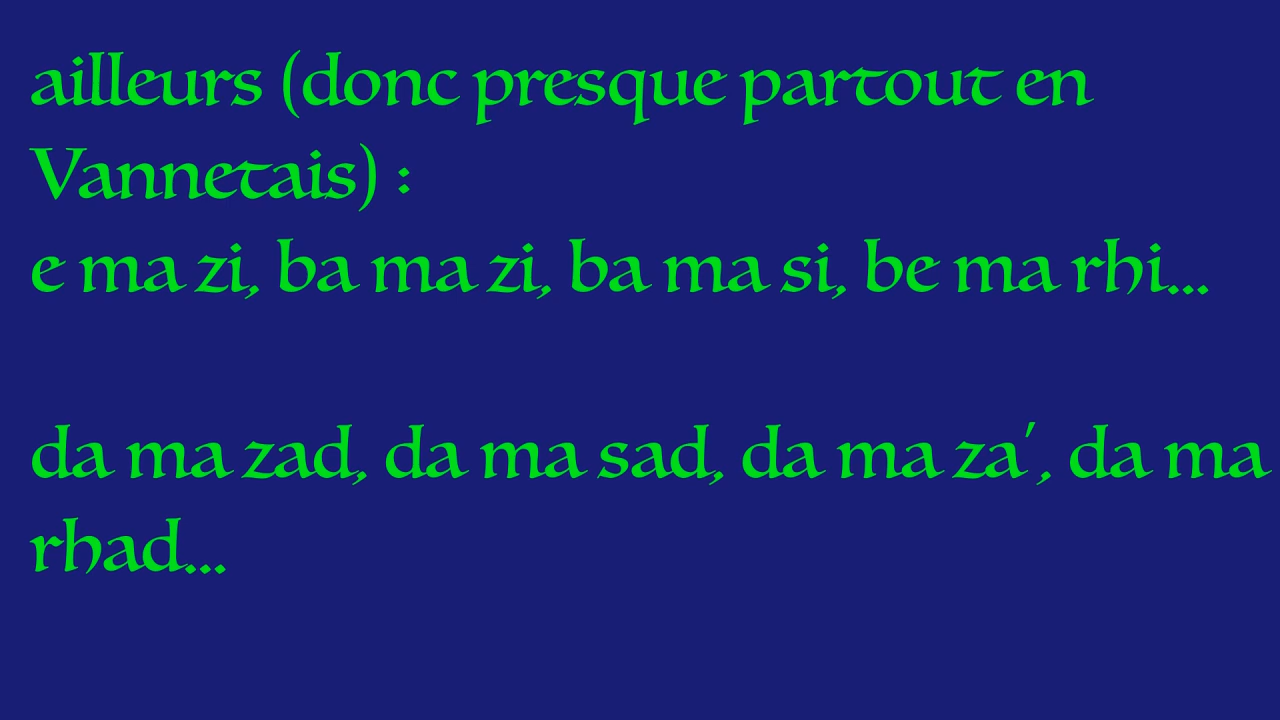 ailleurs (donc presque partout en
Vannetais) :
e ma zi, ba ma zi, ba ma si, be ma rhi...
da ma zad, da ma sad, da ma za', da ma
rhad...